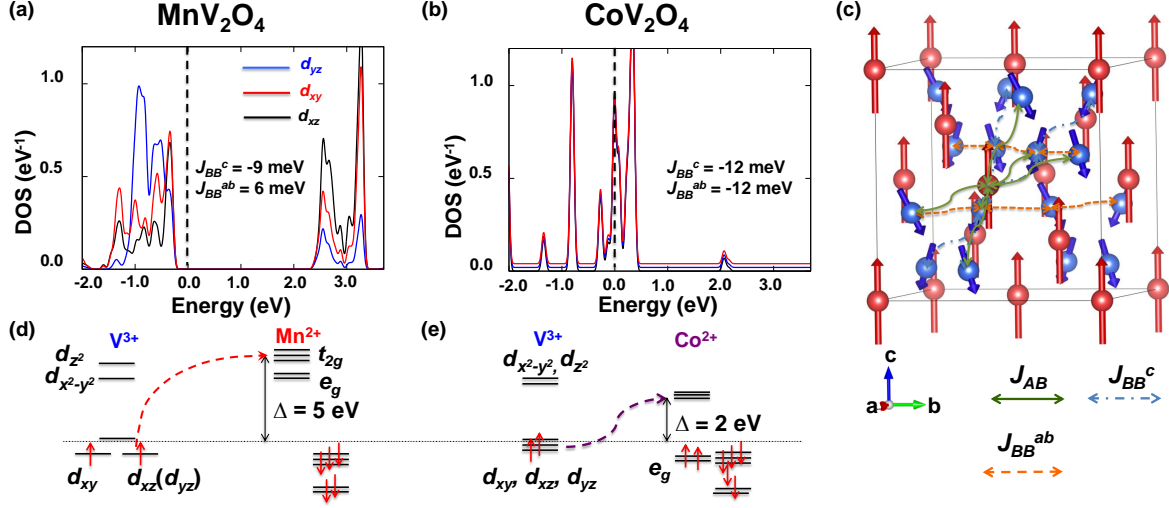 (a) MnV2O4
DOS (eV-1)
1.0
0.5
0.0
dyz
dxy
dxz
JBBc = -9 meV
JBBab = 6 meV
-2.0 -1.0 0 1.0 2.0 3.0
Energy (eV)
(b) CoV2O4
DOS (eV-1)
1.0
0.5
0.0
JBBc = -12 meV
JBBab = -12 meV
-2.0 -1.0 0.0 1.0 2.0 3.0
Energy (eV)
(c)
c
a b
JAB
JBBc
JBBab
(d)
V3+
Mn2+
dz2
dx2-y2
t2g
eg
Δ = 5 eV
dxy dxz(dyz)
(e)
V3+
Co2+
dx2-y2, dz2
Δ = 2 eV
dxy, dxz, dyz
eg